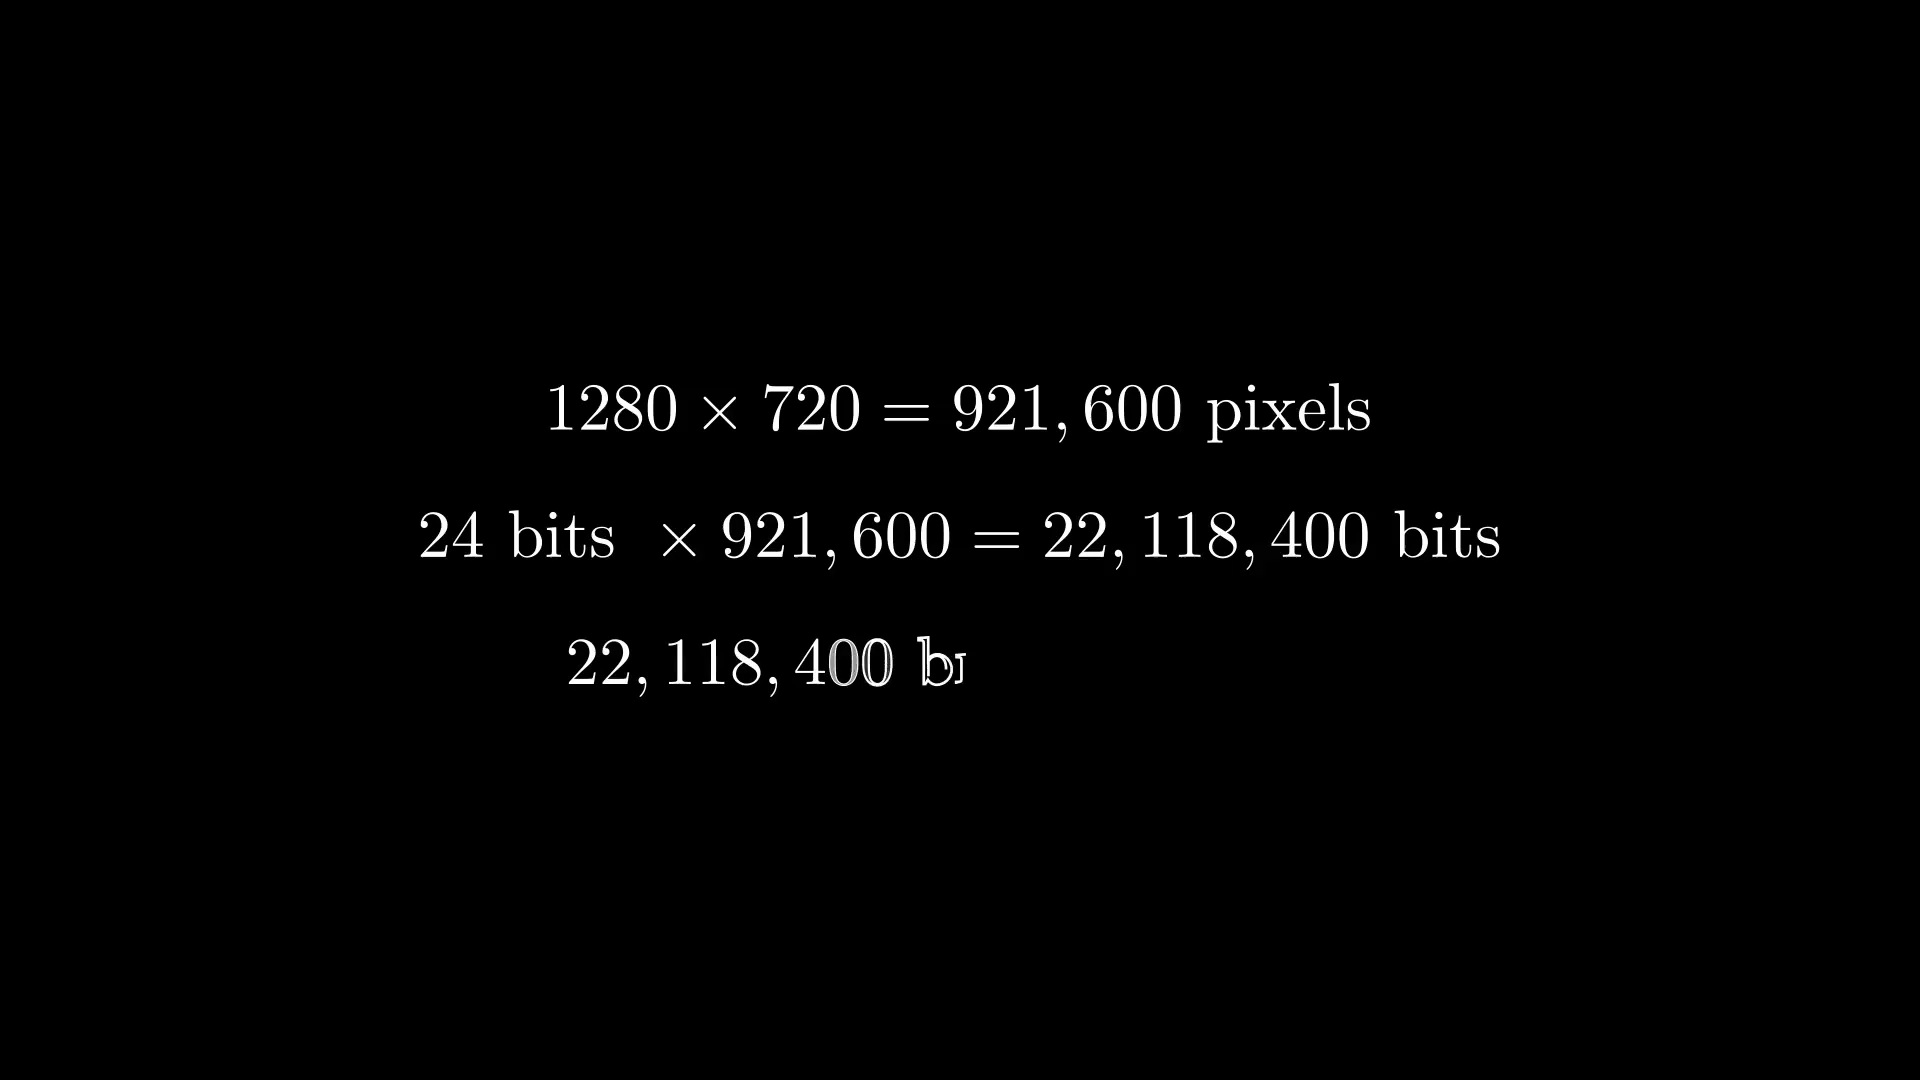 1280 × 720 = 921,600 pixels
24 bits × 921,600 = 22,118,400 bits
22,118,400